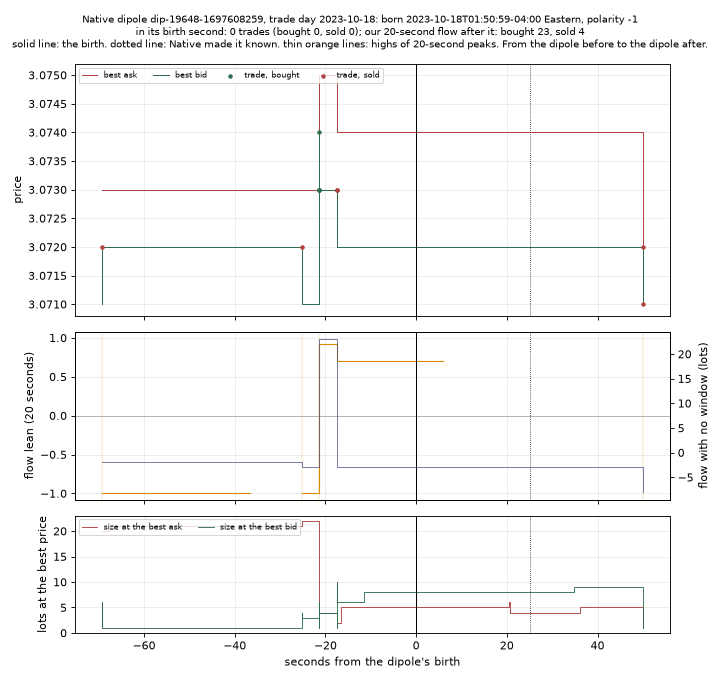 Native dipole dip-19648-1697608259, trade day 2023-10-18: born 2023-10-18T01:50:59-04:00 Eastern, polarity -1
in its birth second: 0 trades (bought 0, sold 0); our 20-second flow after it: bought 23, sold 4
solid line: the birth. dotted line: Native made it known. thin orange lines: highs of 20-second peaks. From the dipole before to the dipole after.
best ask best bid trade, bought trade, sold
3.0750
3.0745
3.0740
3.0735
3.0730
3.0725
3.0720
3.0715
3.0710
price
1.0
0.5
0.0
−0.5
−1.0
flow lean (20 seconds)
20
15
10
5
0
−5
flow with no window (lots)
size at the best ask size at the best bid
20
15
10
5
0
lots at the best price
−60 −40 −20 0 20 40
seconds from the dipole's birth